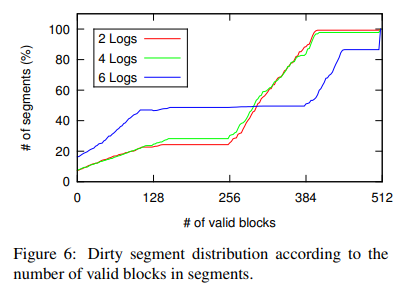 100
80
60
40
20
0
# of segments (%)
2 Logs
4 Logs
6 Logs
0 128 256 384 512
# of valid blocks
Figure 6: Dirty segment distribution according to the
number of valid blocks in segments.